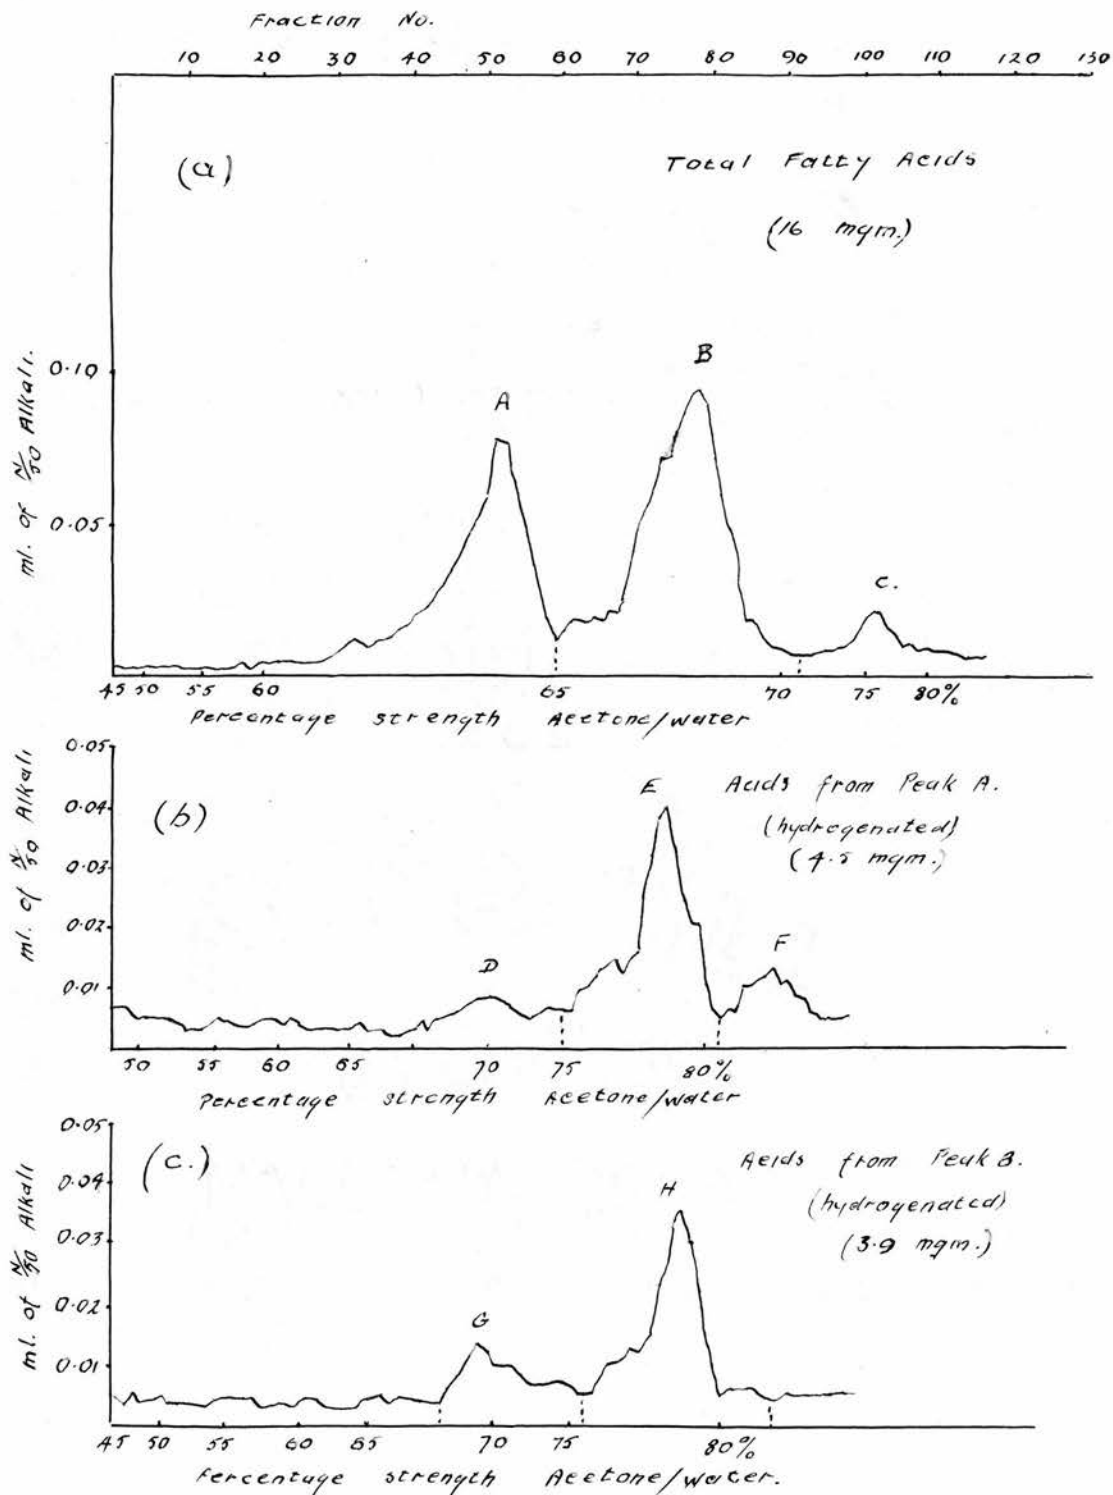 Fraction No.
10 20 30 40 50 60 70 80 90 100 110 120 130
(a)
Total Fatty Acids
(16 mgm.)
ml. of N/50 Alkali.
0.10
0.05
A
B
C.
45 50 55 60 65 70 75 80%
Percentage strength Acetone/water
ml. of N/50 Alkali
0.05
0.04
0.03
0.02
0.01
(b)
Acids from Peak A.
(hydrogenated)
(4.5 mgm.)
D
E
F
50 55 60 65 70 75 80%
Percentage strength Acetone/water
ml. of N/50 Alkali
0.05
0.04
0.03
0.02
0.01
(c.)
Acids from Peak B.
(hydrogenated)
(3.9 mgm.)
G
H
45 50 55 60 65 70 75 80%
Percentage strength Acetone/water.